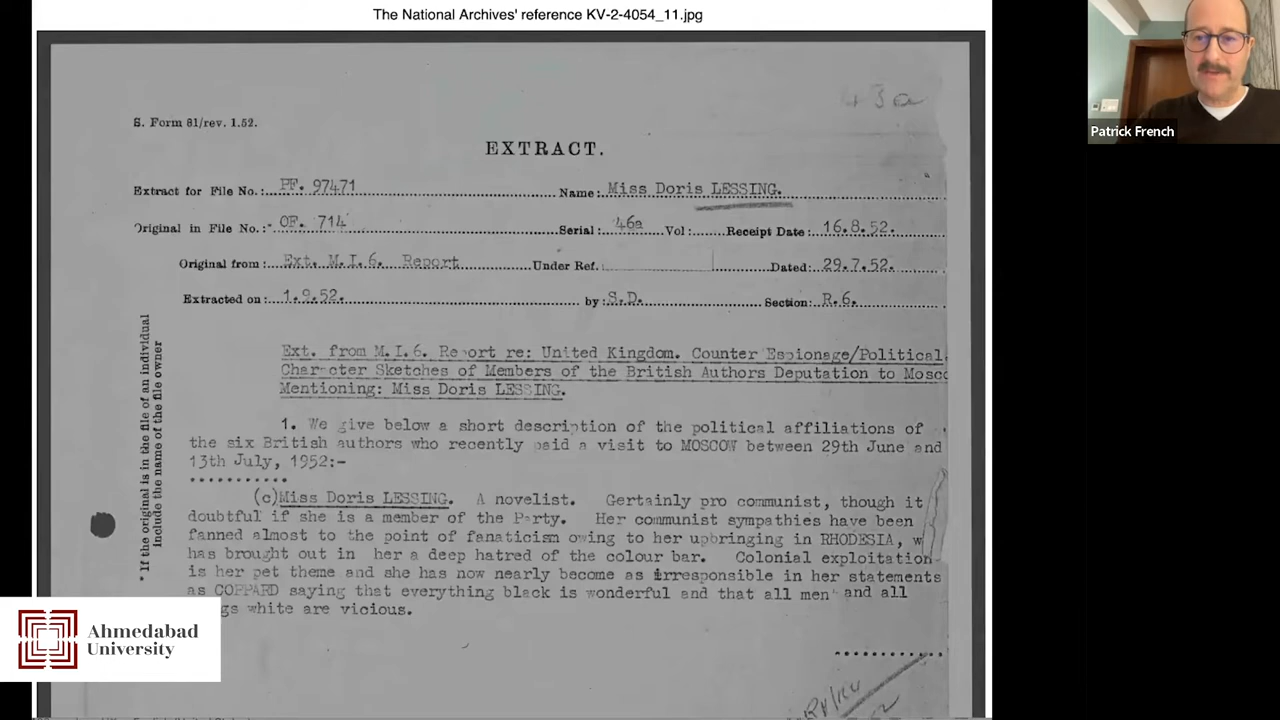 The National Archives' reference KV-2-4054_11.jpg
43a
S. Form 81/rev. 1.52.
EXTRACT.
Extract for File No.: PF. 97471 Name: Miss Doris LESSING.
Original in File No.: OF. 714 Serial: 46a Vol: Receipt Date: 16.8.52.
Original from: Ext. M.I.6. Report Under Ref. Dated: 29.7.52.
Extracted on: 1.9.52. by: S.D. Section: R.6.
* If the original is in the file of an individual
include the name of the file owner
Ext. from M.I.6. Report re: United Kingdom. Counter Espionage/Political
Character Sketches of Members of the British Authors Deputation to Mosc
Mentioning: Miss Doris LESSING.
1. We give below a short description of the political affiliations of
the six British authors who recently paid a visit to MOSCOW between 29th June and
13th July, 1952:-
(c)Miss Doris LESSING. A novelist. Certainly pro communist, though it
doubtful if she is a member of the Party. Her communist sympathies have been
fanned almost to the point of fanaticism owing to her upbringing in RHODESIA, w
has brought out in her a deep hatred of the colour bar. Colonial exploitation
is her pet theme and she has now nearly become as irresponsible in her statements
as COPPARD saying that everything black is wonderful and that all men and all
gs white are vicious.
Patrick French
Ahmedabad
University